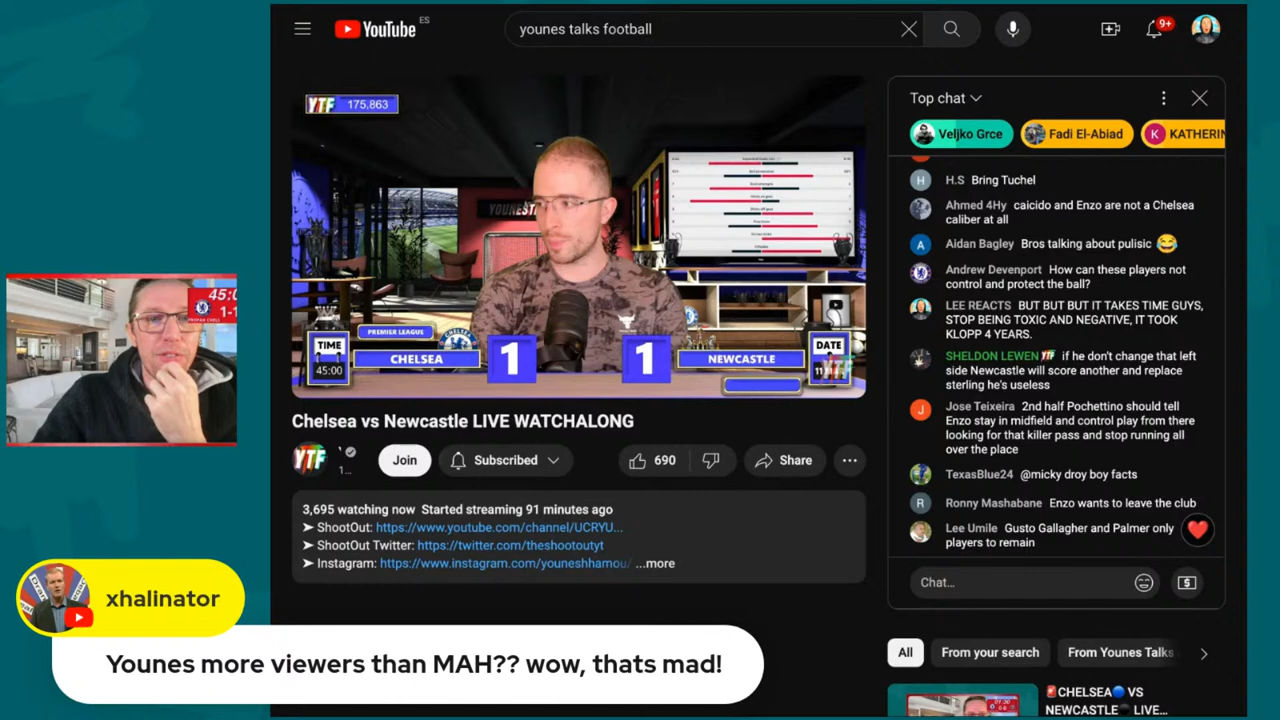 YouTube ES
younes talks football
9+
YTF 175,863
PREMIER LEAGUE
TIME
45:00
CHELSEA
1
1
NEWCASTLE
DATE
Chelsea vs Newcastle LIVE WATCHALONG
YTF
1...
Join
Subscribed
690
Share
3,695 watching now Started streaming 91 minutes ago
➤ ShootOut: https://www.youtube.com/channel/UCRYU...
➤ ShootOut Twitter: https://twitter.com/theshootoutyt
➤ Instagram: https://www.instagram.com/youneshhamou/ ...more
Top chat
Veljko Grce
Fadi El-Abiad
K KATHERIN
H H.S Bring Tuchel
Ahmed 4Hy caicido and Enzo are not a Chelsea
caliber at all
A Aidan Bagley Bros talking about pulisic 😂
Andrew Devenport How can these players not
control and protect the ball?
LEE REACTS BUT BUT BUT IT TAKES TIME GUYS,
STOP BEING TOXIC AND NEGATIVE, IT TOOK
KLOPP 4 YEARS.
SHELDON LEWEN YTF if he don't change that left
side Newcastle will score another and replace
sterling he's useless
J Jose Teixeira 2nd half Pochettino should tell
Enzo stay in midfield and control play from there
looking for that killer pass and stop running all
over the place
TexasBlue24 @micky droy boy facts
R Ronny Mashabane Enzo wants to leave the club
Lee Umile Gusto Gallagher and Palmer only
players to remain
Chat...
All
From your search
From Younes Talks
🚨CHELSEA🔵 VS
NEWCASTLE⚫ LIVE...
xhalinator
Younes more viewers than MAH?? wow, thats mad!